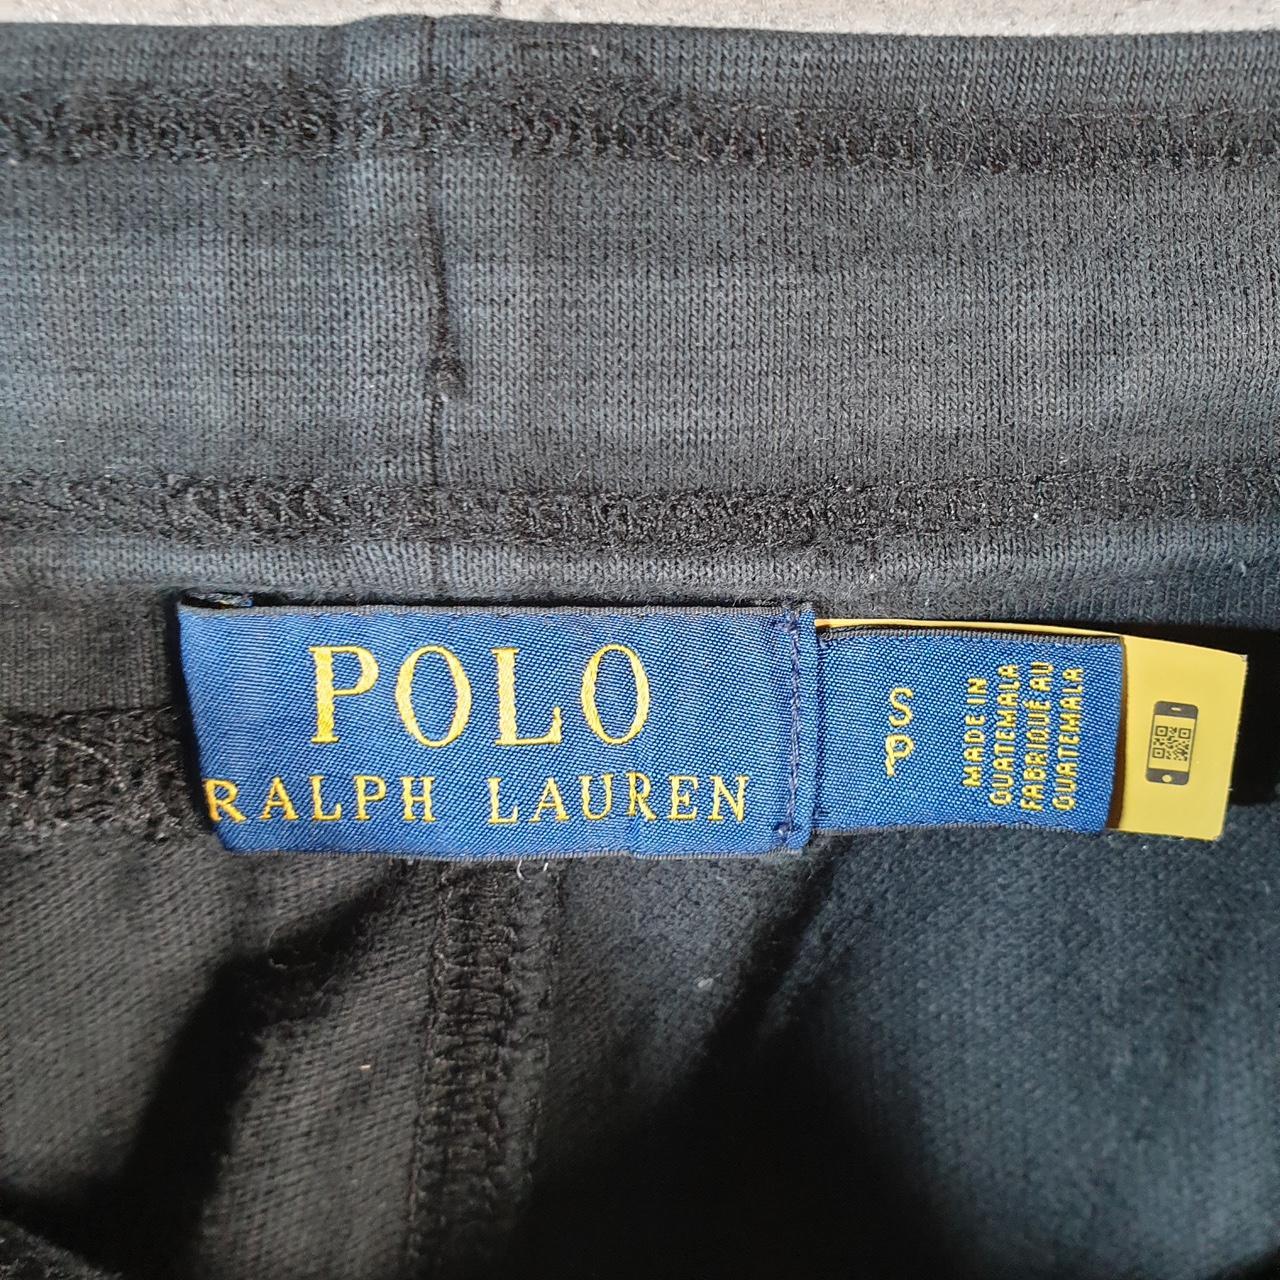 POLO
RALPH LAUREN
S
P
MADE IN
GUATEMALA
FABRIQUÉ AU
GUATEMALA